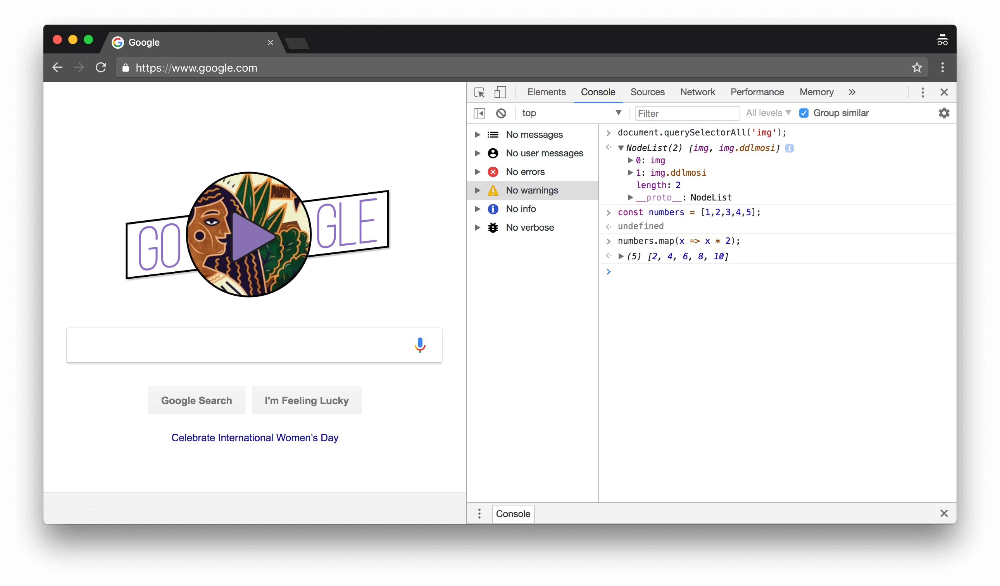 Google
https://www.google.com
GO GLE
Google Search
I'm Feeling Lucky
Celebrate International Women’s Day
Elements Console Sources Network Performance Memory »
top Filter All levels Group similar
No messages
No user messages
No errors
No warnings
No info
No verbose
document.querySelectorAll('img');
NodeList(2) [img, img.ddlmosi] i
0: img
1: img.ddlmosi
length: 2
__proto__: NodeList
const numbers = [1,2,3,4,5];
undefined
numbers.map(x => x * 2);
(5) [2, 4, 6, 8, 10]
Console